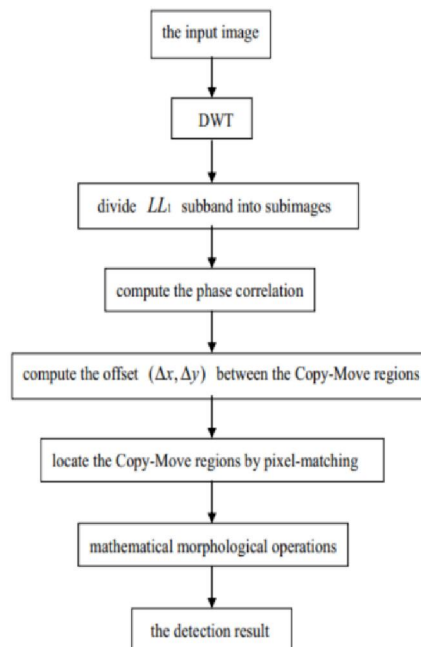 the input image
DWT
divide LL₁ subband into subimages
compute the phase correlation
compute the offset (Δx, Δy) between the Copy-Move regions
locate the Copy-Move regions by pixel-matching
mathematical morphological operations
the detection result